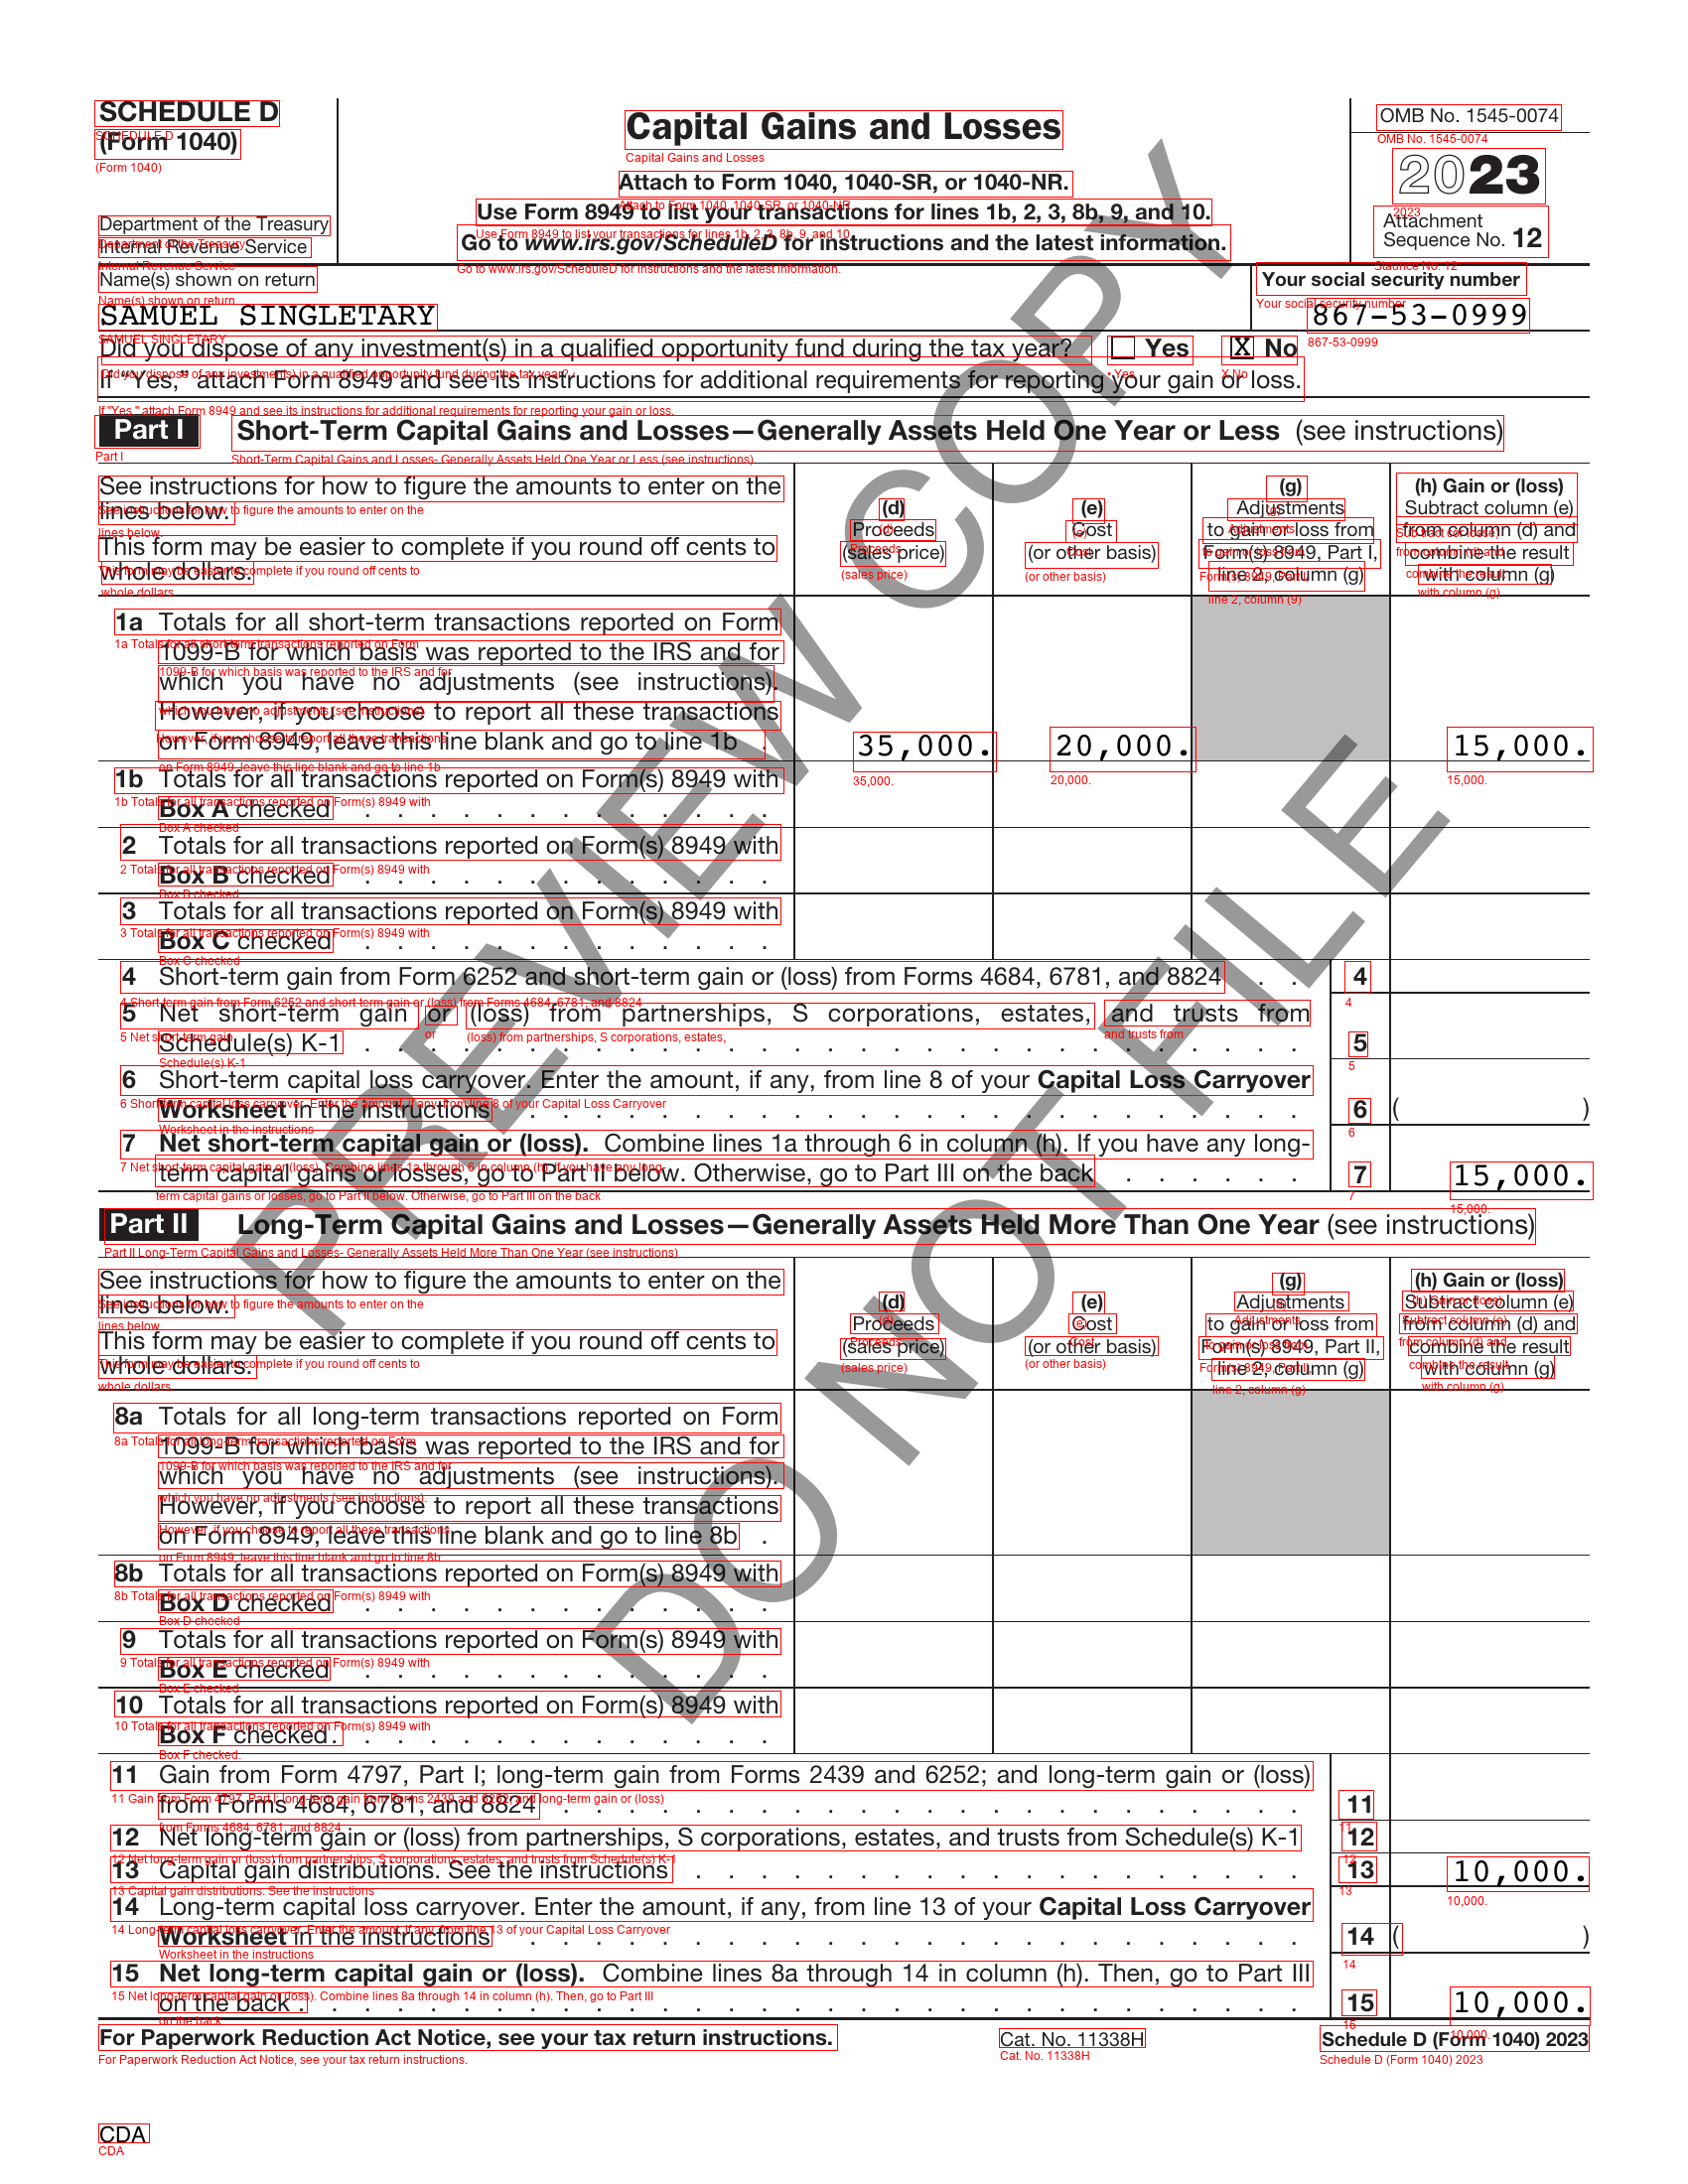 SCHEDULE D
(Form 1040)
Department of the Treasury
Internal Revenue Service
Capital Gains and Losses
Attach to Form 1040, 1040-SR, or 1040-NR.
Use Form 8949 to list your transactions for lines 1b, 2, 3, 8b, 9, and 10.
Go to www.irs.gov/ScheduleD for instructions and the latest information.
OMB No. 1545-0074
2023
Attachment
Sequence No. 12
Name(s) shown on return
SAMUEL SINGLETARY
Your social security number
867-53-0999
Did you dispose of any investment(s) in a qualified opportunity fund during the tax year? Yes X No
If "Yes," attach Form 8949 and see its instructions for additional requirements for reporting your gain or loss.
Part I Short-Term Capital Gains and Losses—Generally Assets Held One Year or Less (see instructions)
See instructions for how to figure the amounts to enter on the
lines below.
This form may be easier to complete if you round off cents to
whole dollars.
(d)
Proceeds
(sales price)
(e)
Cost
(or other basis)
(g)
Adjustments
to gain or loss from
Form(s) 8949, Part I,
line 2, column (g)
(h) Gain or (loss)
Subtract column (e)
from column (d) and
combine the result
with column (g)
1a Totals for all short-term transactions reported on Form
1099-B for which basis was reported to the IRS and for
which you have no adjustments (see instructions).
However, if you choose to report all these transactions
on Form 8949, leave this line blank and go to line 1b . 35,000. 20,000. 15,000.
1b Totals for all transactions reported on Form(s) 8949 with
Box A checked . . . . . . . . . . . . .
2 Totals for all transactions reported on Form(s) 8949 with
Box B checked . . . . . . . . . . . . .
3 Totals for all transactions reported on Form(s) 8949 with
Box C checked . . . . . . . . . . . . .
4 Short-term gain from Form 6252 and short-term gain or (loss) from Forms 4684, 6781, and 8824 . . 4
5 Net short-term gain or (loss) from partnerships, S corporations, estates, and trusts from
Schedule(s) K-1 . . . . . . . . . . . . . . . . . . . . . . . . . . . . . 5
6 Short-term capital loss carryover. Enter the amount, if any, from line 8 of your Capital Loss Carryover
Worksheet in the instructions . . . . . . . . . . . . . . . . . . . . . . . . 6 ( )
7 Net short-term capital gain or (loss). Combine lines 1a through 6 in column (h). If you have any long-
term capital gains or losses, go to Part II below. Otherwise, go to Part III on the back . . . . . . 7 15,000.
Part II Long-Term Capital Gains and Losses—Generally Assets Held More Than One Year (see instructions)
See instructions for how to figure the amounts to enter on the
lines below.
This form may be easier to complete if you round off cents to
whole dollars.
(d)
Proceeds
(sales price)
(e)
Cost
(or other basis)
(g)
Adjustments
to gain or loss from
Form(s) 8949, Part II,
line 2, column (g)
(h) Gain or (loss)
Subtract column (e)
from column (d) and
combine the result
with column (g)
8a Totals for all long-term transactions reported on Form
1099-B for which basis was reported to the IRS and for
which you have no adjustments (see instructions).
However, if you choose to report all these transactions
on Form 8949, leave this line blank and go to line 8b .
8b Totals for all transactions reported on Form(s) 8949 with
Box D checked . . . . . . . . . . . . .
9 Totals for all transactions reported on Form(s) 8949 with
Box E checked . . . . . . . . . . . . .
10 Totals for all transactions reported on Form(s) 8949 with
Box F checked . . . . . . . . . . . . . .
11 Gain from Form 4797, Part I; long-term gain from Forms 2439 and 6252; and long-term gain or (loss)
from Forms 4684, 6781, and 8824 . . . . . . . . . . . . . . . . . . . . . . . 11
12 Net long-term gain or (loss) from partnerships, S corporations, estates, and trusts from Schedule(s) K-1 12
13 Capital gain distributions. See the instructions . . . . . . . . . . . . . . . . . . . 13 10,000.
14 Long-term capital loss carryover. Enter the amount, if any, from line 13 of your Capital Loss Carryover
Worksheet in the instructions . . . . . . . . . . . . . . . . . . . . . . . . 14 ( )
15 Net long-term capital gain or (loss). Combine lines 8a through 14 in column (h). Then, go to Part III
on the back . . . . . . . . . . . . . . . . . . . . . . . . . . . . . . . 15 10,000.
For Paperwork Reduction Act Notice, see your tax return instructions. Cat. No. 11338H Schedule D (Form 1040) 2023
CDA
PREVIEW COPY
DO NOT FILE